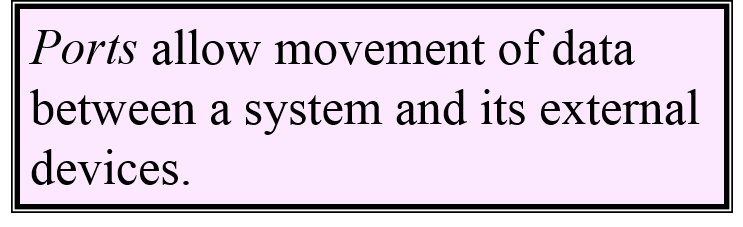 Ports allow movement of data
between a system and its external
devices.